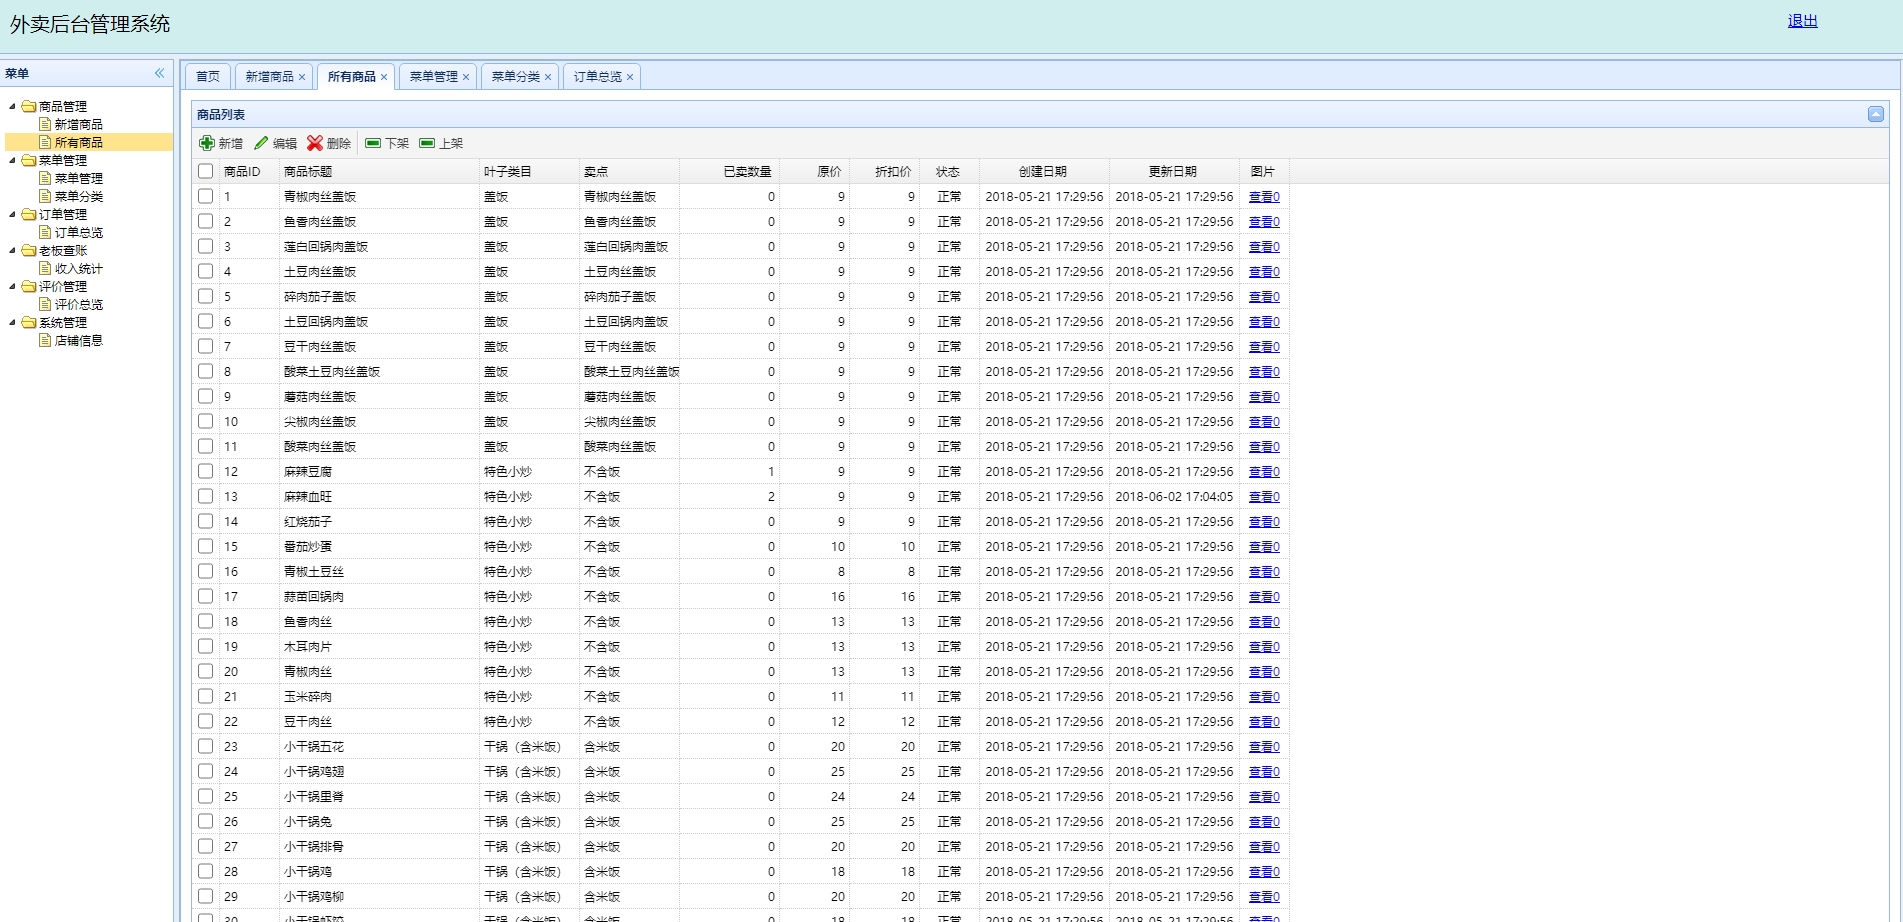 外卖后台管理系统
退出
菜单
商品管理
新增商品
所有商品
菜单管理
菜单管理
菜单分类
订单管理
订单总览
老板查账
收入统计
评价管理
评价总览
系统管理
店铺信息
首页 新增商品 所有商品 菜单管理 菜单分类 订单总览
商品列表
新增 编辑 删除 下架 上架
商品ID 商品标题 叶子类目 卖点 已卖数量 原价 折扣价 状态 创建日期 更新日期 图片
1 青椒肉丝盖饭 盖饭 青椒肉丝盖饭 0 9 9 正常 2018-05-21 17:29:56 2018-05-21 17:29:56 查看0
2 鱼香肉丝盖饭 盖饭 鱼香肉丝盖饭 0 9 9 正常 2018-05-21 17:29:56 2018-05-21 17:29:56 查看0
3 莲白回锅肉盖饭 盖饭 莲白回锅肉盖饭 0 9 9 正常 2018-05-21 17:29:56 2018-05-21 17:29:56 查看0
4 土豆肉丝盖饭 盖饭 土豆肉丝盖饭 0 9 9 正常 2018-05-21 17:29:56 2018-05-21 17:29:56 查看0
5 碎肉茄子盖饭 盖饭 碎肉茄子盖饭 0 9 9 正常 2018-05-21 17:29:56 2018-05-21 17:29:56 查看0
6 土豆回锅肉盖饭 盖饭 土豆回锅肉盖饭 0 9 9 正常 2018-05-21 17:29:56 2018-05-21 17:29:56 查看0
7 豆干肉丝盖饭 盖饭 豆干肉丝盖饭 0 9 9 正常 2018-05-21 17:29:56 2018-05-21 17:29:56 查看0
8 酸菜土豆肉丝盖饭 盖饭 酸菜土豆肉丝盖饭 0 9 9 正常 2018-05-21 17:29:56 2018-05-21 17:29:56 查看0
9 蘑菇肉丝盖饭 盖饭 蘑菇肉丝盖饭 0 9 9 正常 2018-05-21 17:29:56 2018-05-21 17:29:56 查看0
10 尖椒肉丝盖饭 盖饭 尖椒肉丝盖饭 0 9 9 正常 2018-05-21 17:29:56 2018-05-21 17:29:56 查看0
11 酸菜肉丝盖饭 盖饭 酸菜肉丝盖饭 0 9 9 正常 2018-05-21 17:29:56 2018-05-21 17:29:56 查看0
12 麻辣豆腐 特色小炒 不含饭 1 9 9 正常 2018-05-21 17:29:56 2018-05-21 17:29:56 查看0
13 麻辣血旺 特色小炒 不含饭 2 9 9 正常 2018-05-21 17:29:56 2018-06-02 17:04:05 查看0
14 红烧茄子 特色小炒 不含饭 0 9 9 正常 2018-05-21 17:29:56 2018-05-21 17:29:56 查看0
15 番茄炒蛋 特色小炒 不含饭 0 10 10 正常 2018-05-21 17:29:56 2018-05-21 17:29:56 查看0
16 青椒土豆丝 特色小炒 不含饭 0 8 8 正常 2018-05-21 17:29:56 2018-05-21 17:29:56 查看0
17 蒜苗回锅肉 特色小炒 不含饭 0 16 16 正常 2018-05-21 17:29:56 2018-05-21 17:29:56 查看0
18 鱼香肉丝 特色小炒 不含饭 0 13 13 正常 2018-05-21 17:29:56 2018-05-21 17:29:56 查看0
19 木耳肉片 特色小炒 不含饭 0 13 13 正常 2018-05-21 17:29:56 2018-05-21 17:29:56 查看0
20 青椒肉丝 特色小炒 不含饭 0 13 13 正常 2018-05-21 17:29:56 2018-05-21 17:29:56 查看0
21 玉米碎肉 特色小炒 不含饭 0 11 11 正常 2018-05-21 17:29:56 2018-05-21 17:29:56 查看0
22 豆干肉丝 特色小炒 不含饭 0 12 12 正常 2018-05-21 17:29:56 2018-05-21 17:29:56 查看0
23 小干锅五花 干锅（含米饭） 含米饭 0 20 20 正常 2018-05-21 17:29:56 2018-05-21 17:29:56 查看0
24 小干锅鸡翅 干锅（含米饭） 含米饭 0 25 25 正常 2018-05-21 17:29:56 2018-05-21 17:29:56 查看0
25 小干锅里脊 干锅（含米饭） 含米饭 0 24 24 正常 2018-05-21 17:29:56 2018-05-21 17:29:56 查看0
26 小干锅兔 干锅（含米饭） 含米饭 0 25 25 正常 2018-05-21 17:29:56 2018-05-21 17:29:56 查看0
27 小干锅排骨 干锅（含米饭） 含米饭 0 20 20 正常 2018-05-21 17:29:56 2018-05-21 17:29:56 查看0
28 小干锅鸡 干锅（含米饭） 含米饭 0 18 18 正常 2018-05-21 17:29:56 2018-05-21 17:29:56 查看0
29 小干锅鸡柳 干锅（含米饭） 含米饭 0 20 20 正常 2018-05-21 17:29:56 2018-05-21 17:29:56 查看0
30 干锅（含米饭） 含米饭 0 18 18 正常 2018-05-21 17:29:56 2018-05-21 17:29:56 查看0